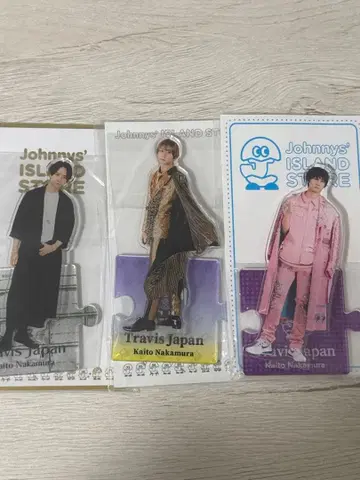 Johnnys'
ISLAND
STORE
Travis Japan
Kaito Nakamura
Johnnys' ISLAND STORE
Travis Japan
Kaito Nakamura
Johnnys'
ISLAND
STORE
Travis Japan
Kaito Nakamura